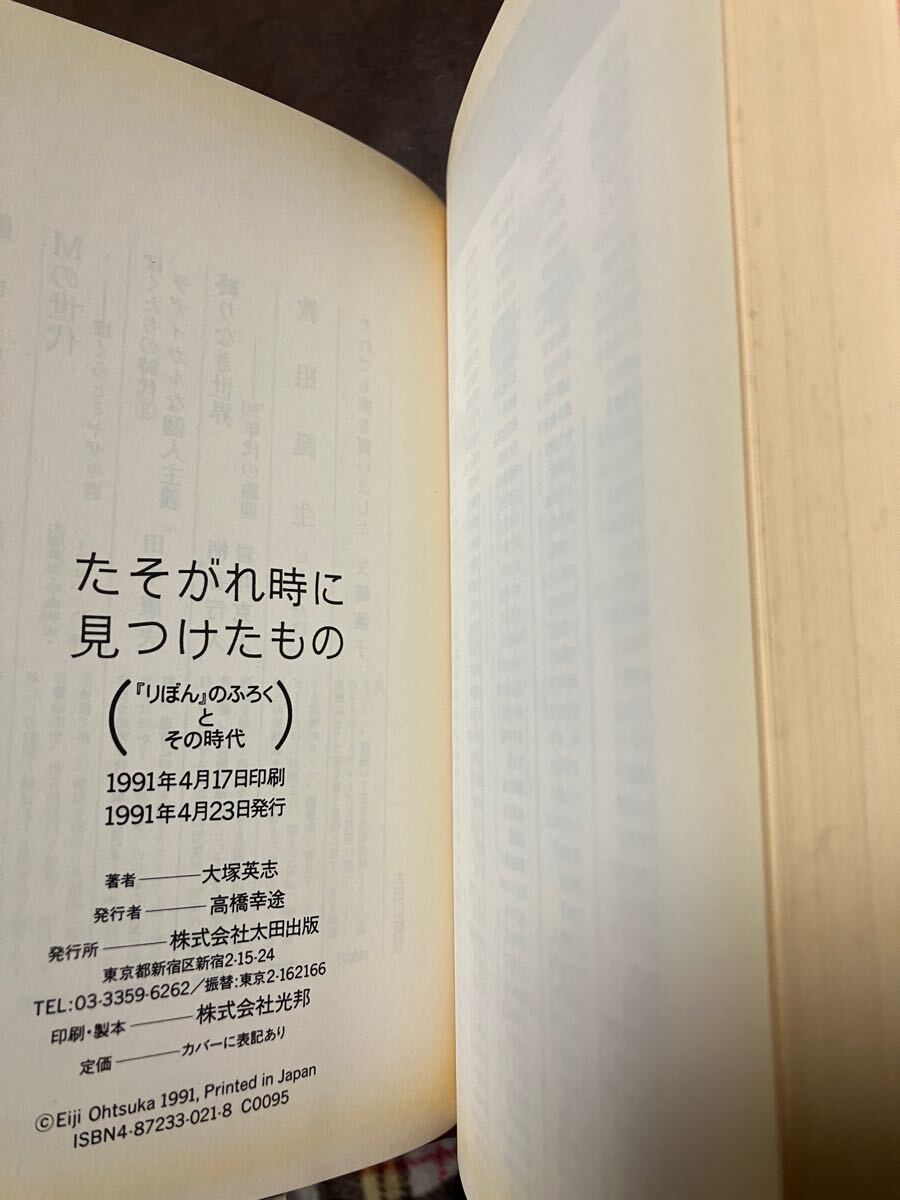 たそがれ時に
見つけたもの
(『りぼん』のふろく
と
その時代)
1991年4月17日印刷
1991年4月23日発行
著者———大塚英志
発行者———高橋幸途
発行所———株式会社太田出版
東京都新宿区新宿2-15-24
TEL:03-3359-6262／振替:東京2-162166
印刷・製本———株式会社光邦
定価———カバーに表記あり
©Eiji Ohtsuka 1991, Printed in Japan
ISBN4-87233-021-8 C0095